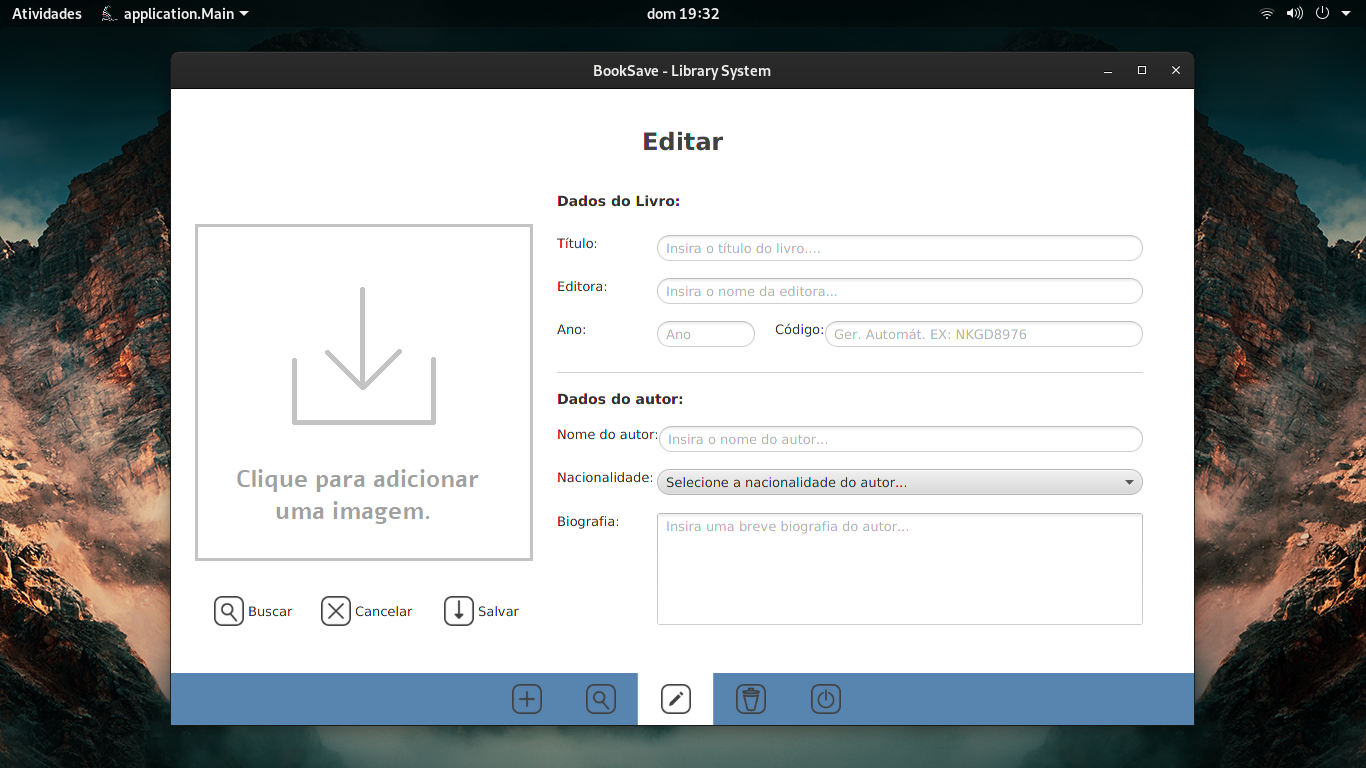 Atividades application.Main dom 19:32
BookSave - Library System
Editar
Dados do Livro:
Título: Insira o título do livro....
Editora: Insira o nome da editora...
Ano: Ano Código: Ger. Automát. EX: NKGD8976
Dados do autor:
Nome do autor: Insira o nome do autor...
Nacionalidade: Selecione a nacionalidade do autor...
Biografia: Insira uma breve biografia do autor...
Clique para adicionar
uma imagem.
Buscar Cancelar Salvar